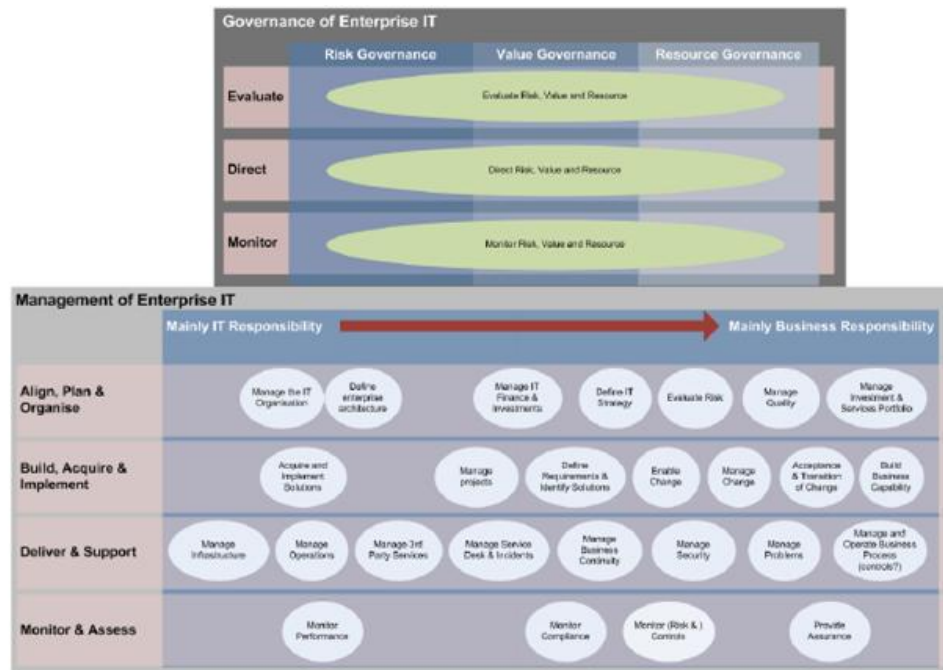 Governance of Enterprise IT
Risk Governance
Value Governance
Resource Governance
Evaluate
Evaluate Risk, Value and Resource
Direct
Direct Risk, Value and Resource
Monitor
Monitor Risk, Value and Resource
Management of Enterprise IT
Mainly IT Responsibility
Mainly Business Responsibility
Align, Plan &
Organise
Manage the IT
Organisation
Define
enterprise
architecture
Manage IT
Finance &
Investments
Define IT
Strategy
Evaluate Risk
Manage
Quality
Manage
Investment &
Services Portfolio
Build, Acquire &
Implement
Acquire and
Implement
Solutions
Manage
projects
Define
Requirements &
Identify Solutions
Enable
Change
Manage
Change
Acceptance
& Transition
of Change
Build
Business
Capability
Deliver & Support
Manage
Infrastructure
Manage
Operations
Manage 3rd
Party Services
Manage Service
Desk & Incidents
Manage
Business
Continuity
Manage
Security
Manage
Problems
Manage and
Operate Business
Process
(controls?)
Monitor & Assess
Monitor
Performance
Monitor
Compliance
Monitor (Risk & )
Controls
Provide
Assurance